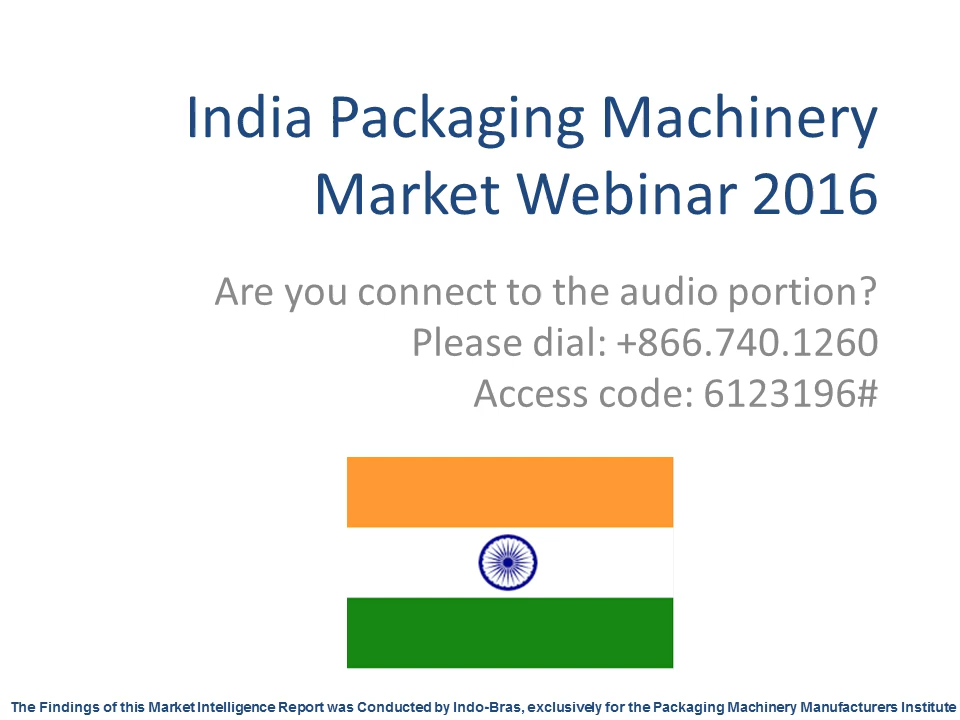 India Packaging Machinery
Market Webinar 2016
Are you connect to the audio portion?
Please dial: +866.740.1260
Access code: 6123196#
The Findings of this Market Intelligence Report was Conducted by Indo-Bras, exclusively for the Packaging Machinery Manufacturers Institute